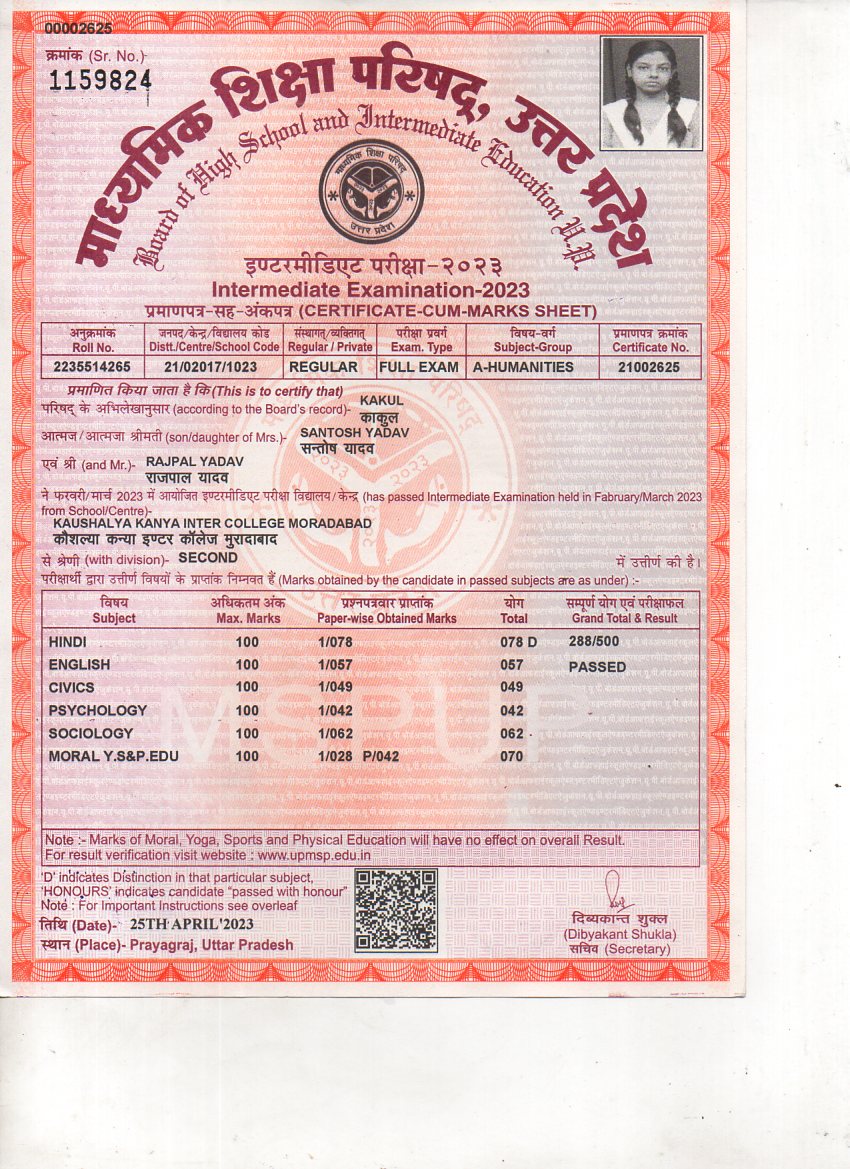 00002625
क्रमांक (Sr. No.)
1159824
माध्यमिक शिक्षा परिषद्, उत्तर प्रदेश
Board of High School and Intermediate Education U.P.
माध्यमिक शिक्षा परिषद
उत्तर प्रदेश
इण्टरमीडिएट परीक्षा-२०२३
Intermediate Examination-2023
प्रमाणपत्र-सह-अंकपत्र (CERTIFICATE-CUM-MARKS SHEET)
अनुक्रमांक जनपद/केन्द्र/विद्यालय कोड संस्थागत्/व्यक्तिगत् परीक्षा प्रवर्ग विषय-वर्ग प्रमाणपत्र क्रमांक
Roll No. Distt./Centre/School Code Regular / Private Exam. Type Subject-Group Certificate No.
2235514265 21/02017/1023 REGULAR FULL EXAM A-HUMANITIES 21002625
प्रमाणित किया जाता है कि (This is to certify that)
परिषद् के अभिलेखानुसार (according to the Board's record)- KAKUL
काकुल
आत्मज/आत्मजा श्रीमती (son/daughter of Mrs.)- SANTOSH YADAV
सन्तोष यादव
एवं श्री (and Mr.)- RAJPAL YADAV
राजपाल यादव
ने फरवरी/मार्च 2023 में आयोजित इण्टरमीडिएट परीक्षा विद्यालय/केन्द्र (has passed Intermediate Examination held in Fabruary/March 2023
from School/Centre)-
KAUSHALYA KANYA INTER COLLEGE MORADABAD
कौशल्या कन्या इण्टर कॉलेज मुरादाबाद
से श्रेणी (with division)- SECOND में उत्तीर्ण की है।
परीक्षार्थी द्वारा उत्तीर्ण विषयों के प्राप्तांक निम्नवत हैं (Marks obtained by the candidate in passed subjects are as under) :-
विषय अधिकतम अंक प्रश्नपत्रवार प्राप्तांक योग सम्पूर्ण योग एवं परीक्षाफल
Subject Max. Marks Paper-wise Obtained Marks Total Grand Total & Result
HINDI 100 1/078 078 D 288/500
ENGLISH 100 1/057 057 PASSED
CIVICS 100 1/049 049
PSYCHOLOGY 100 1/042 042
SOCIOLOGY 100 1/062 062
MORAL Y.S&P.EDU 100 1/028 P/042 070
MSPUP
Note :- Marks of Moral, Yoga, Sports and Physical Education will have no effect on overall Result.
For result verification visit website : www.upmsp.edu.in
'D' indicates Distinction in that particular subject,
'HONOURS' indicates candidate "passed with honour"
Note : For Important Instructions see overleaf
तिथि (Date)- 25TH APRIL'2023
स्थान (Place)- Prayagraj, Uttar Pradesh
दिब्यकान्त शुक्ल
(Dibyakant Shukla)
सचिव (Secretary)